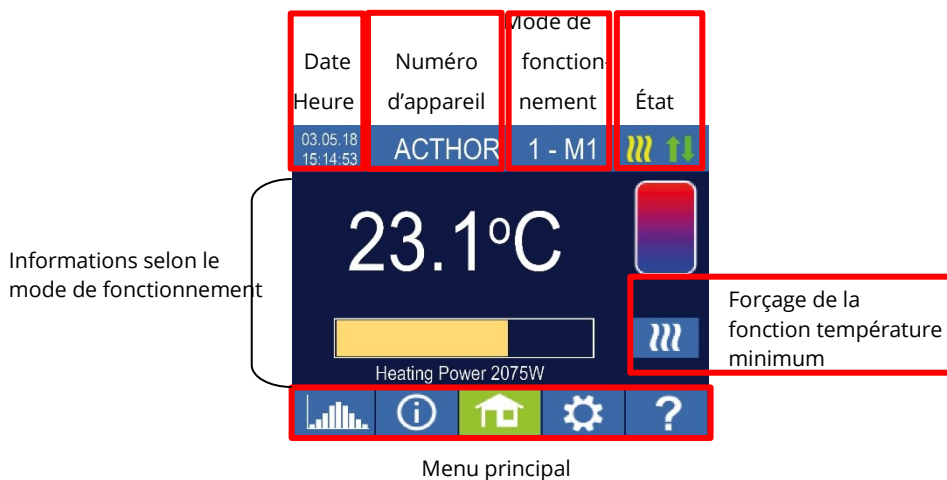 Date
Heure
Numéro
d’appareil
Mode de
fonction-
nement
État
03.05.18
15:14:53
ACTHOR
1 - M1
23.1ºC
Informations selon le
mode de fonctionnement
Forçage de la
fonction température
minimum
Heating Power 2075W
?
Menu principal